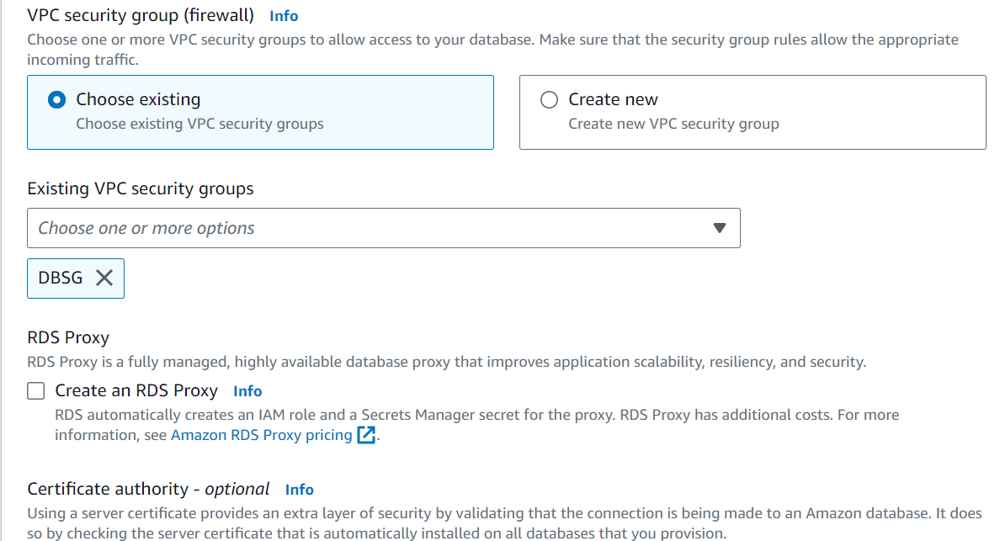 VPC security group (firewall) Info
Choose one or more VPC security groups to allow access to your database. Make sure that the security group rules allow the appropriate
incoming traffic.
Choose existing
Choose existing VPC security groups
Create new
Create new VPC security group
Existing VPC security groups
Choose one or more options
DBSG
RDS Proxy
RDS Proxy is a fully managed, highly available database proxy that improves application scalability, resiliency, and security.
Create an RDS Proxy Info
RDS automatically creates an IAM role and a Secrets Manager secret for the proxy. RDS Proxy has additional costs. For more
information, see Amazon RDS Proxy pricing.
Certificate authority - optional Info
Using a server certificate provides an extra layer of security by validating that the connection is being made to an Amazon database. It does
so by checking the server certificate that is automatically installed on all databases that you provision.